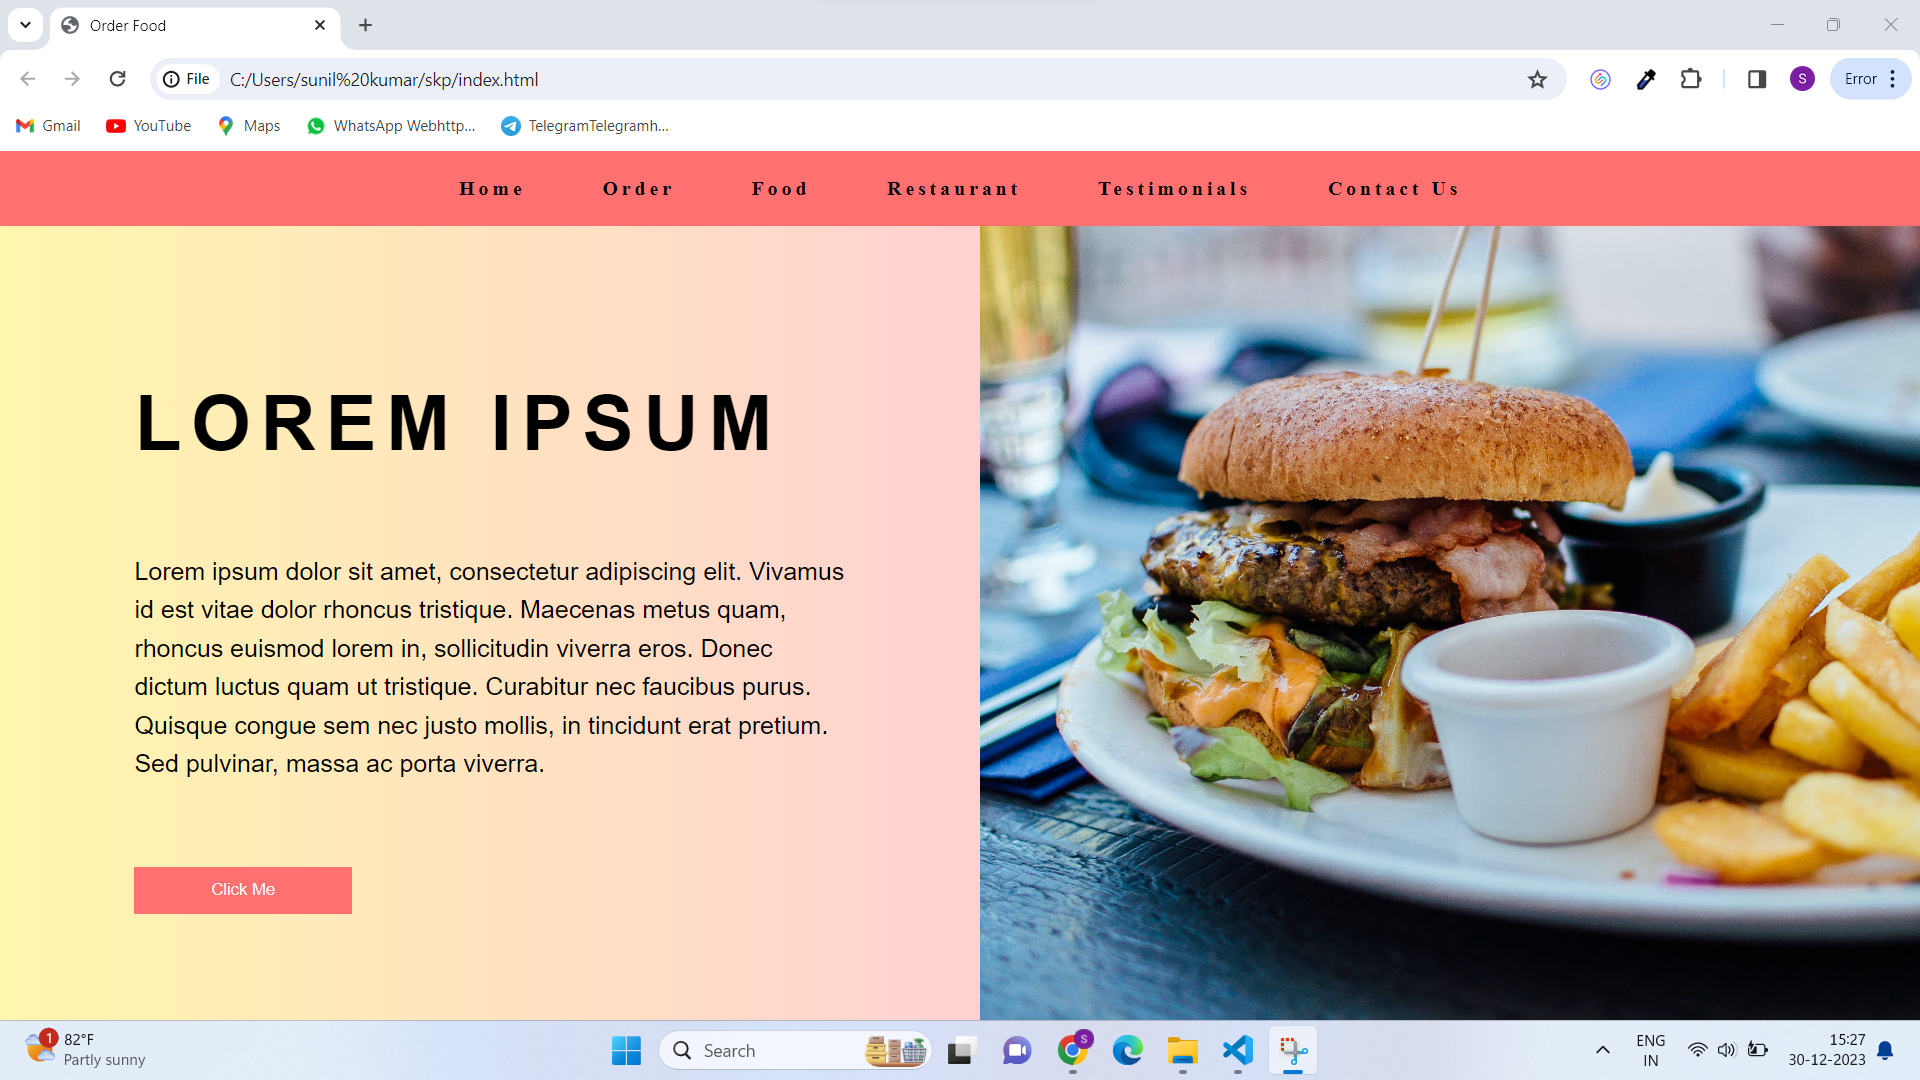 Order Food
File
C:/Users/sunil%20kumar/skp/index.html
S
Error
Gmail
YouTube
Maps
WhatsApp Webhttp...
TelegramTelegramh...
Home
Order
Food
Restaurant
Testimonials
Contact Us
LOREM IPSUM
Lorem ipsum dolor sit amet, consectetur adipiscing elit. Vivamus
id est vitae dolor rhoncus tristique. Maecenas metus quam,
rhoncus euismod lorem in, sollicitudin viverra eros. Donec
dictum luctus quam ut tristique. Curabitur nec faucibus purus.
Quisque congue sem nec justo mollis, in tincidunt erat pretium.
Sed pulvinar, massa ac porta viverra.
Click Me
1
82°F
Partly sunny
Search
S
ENG
IN
15:27
30-12-2023